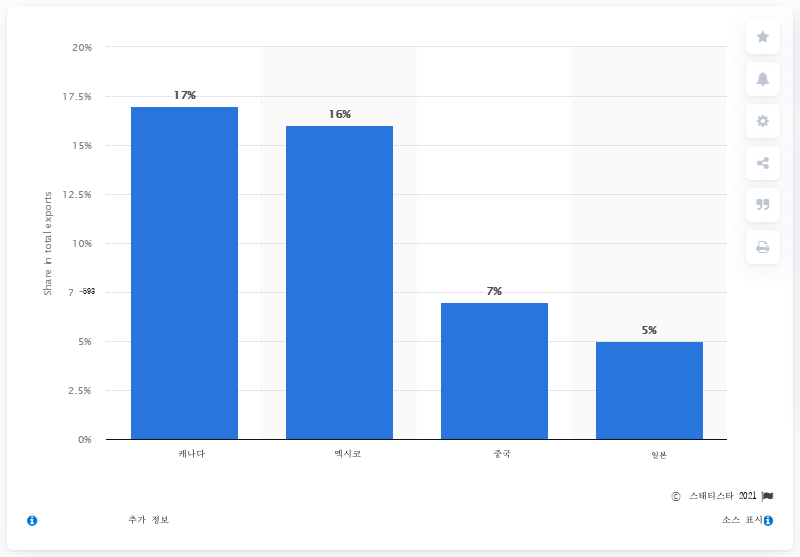 20%
17.5%
15%
12.5%
10%
7 -593
5%
2.5%
0%
Share in total exports
17%
16%
7%
5%
캐나다
멕시코
중국
일본
© 스태티스타 2021
추가 정보
소스 표시